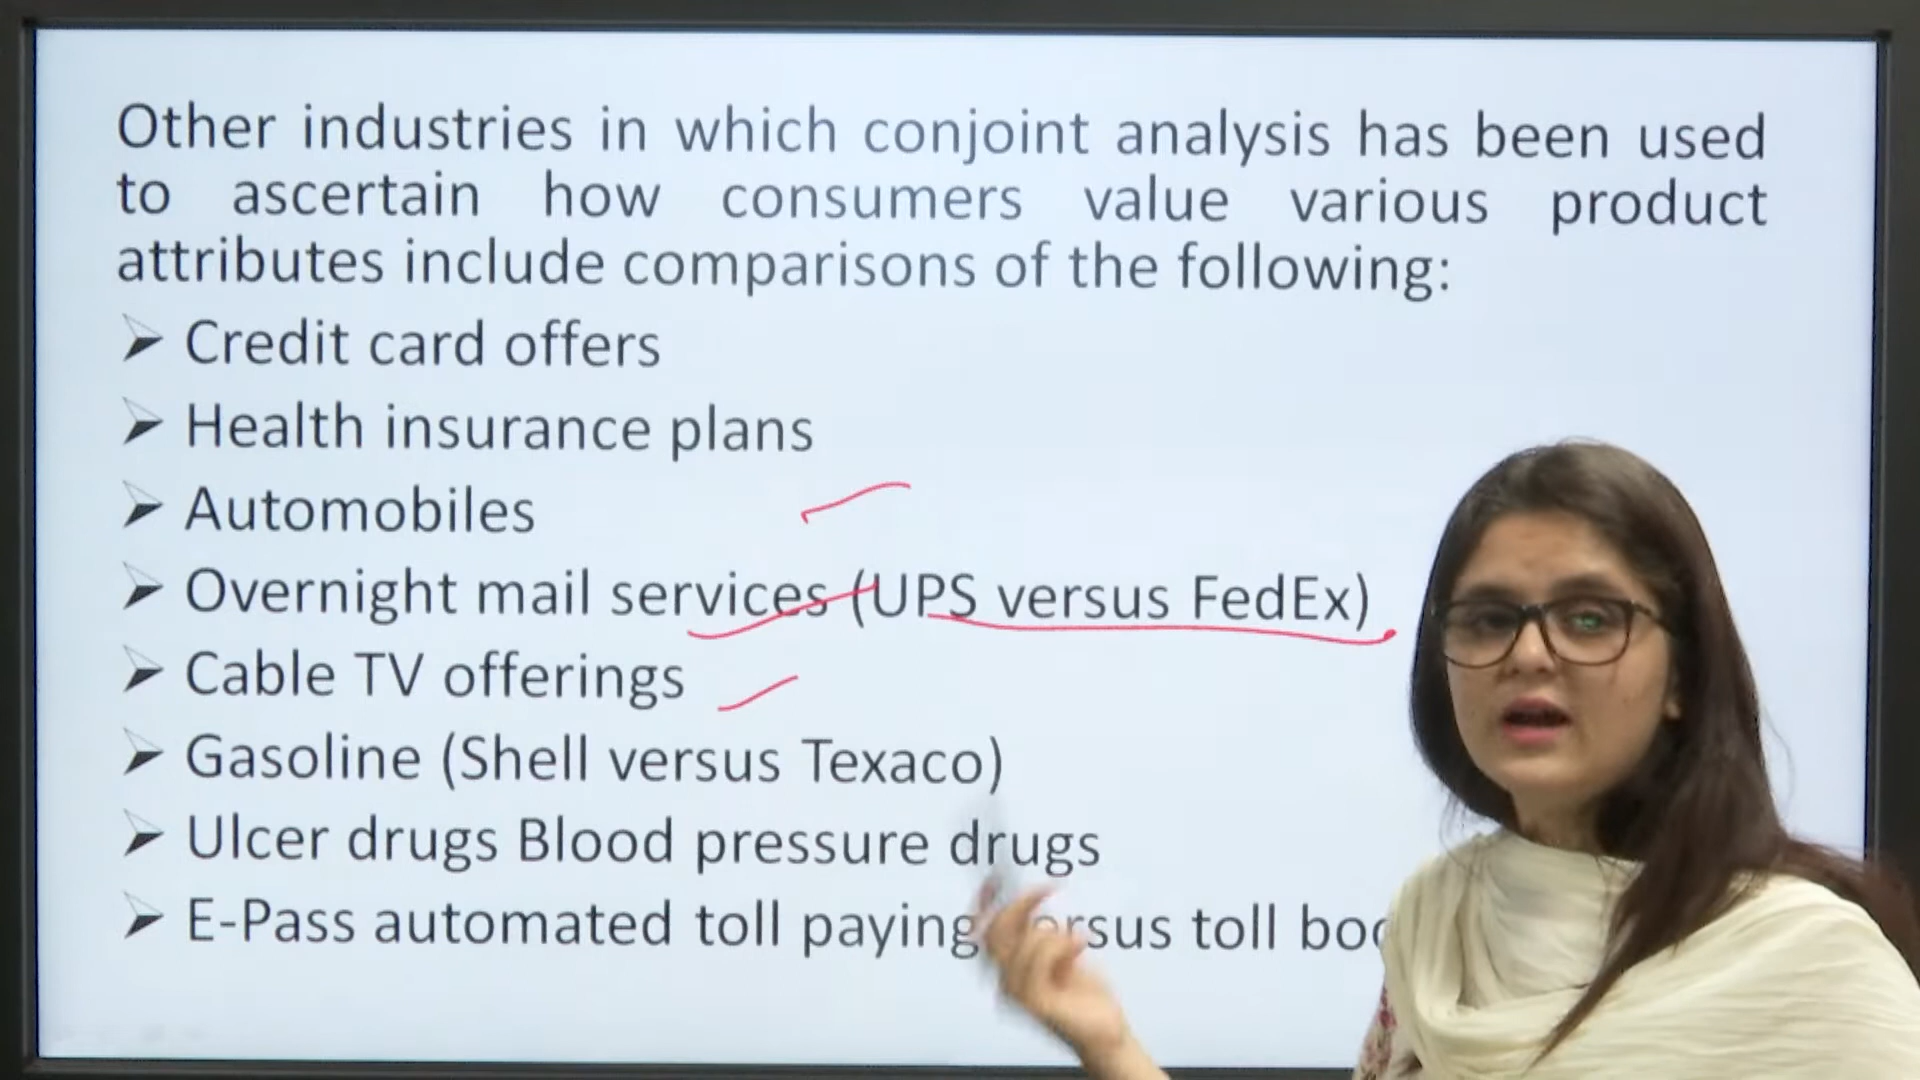 Other industries in which conjoint analysis has been used
to ascertain how consumers value various product
attributes include comparisons of the following:
Credit card offers
Health insurance plans
Automobiles
Overnight mail services (UPS versus FedEx)
Cable TV offerings
Gasoline (Shell versus Texaco)
Ulcer drugs Blood pressure drugs
E-Pass automated toll paying toll